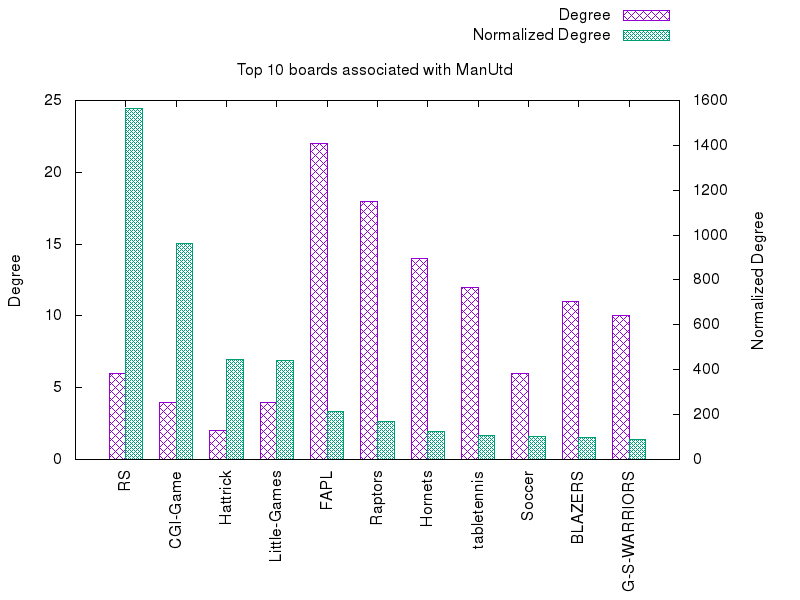 Degree
Normalized Degree
Top 10 boards associated with ManUtd
25
20
15
10
5
0
1600
1400
1200
1000
800
600
400
200
0
Degree
Normalized Degree
RS
CGI-Game
Hattrick
Little-Games
FAPL
Raptors
Hornets
tabletennis
Soccer
BLAZERS
G-S-WARRIORS